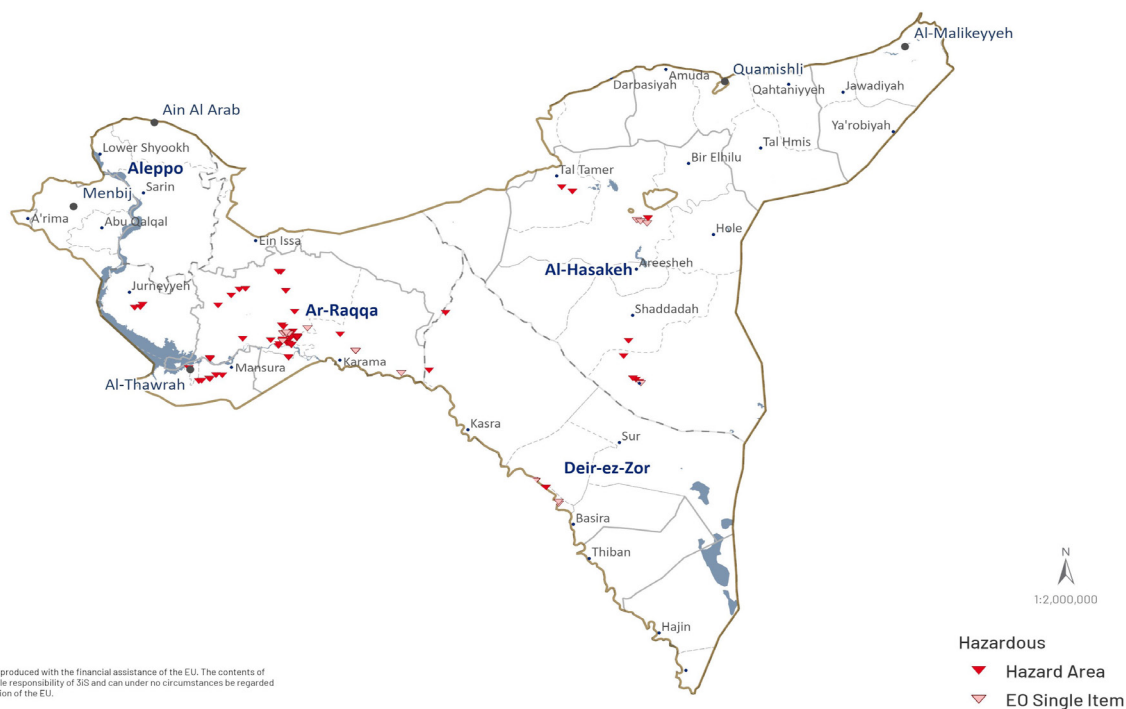 Al-Malikeyyeh
Quamishli
Amuda
Darbasiyah
Qahtaniyyeh
Jawadiyah
Ain Al Arab
Ya'robiyah
Lower Shyookh
Tal Hmis
Bir Elhilu
Aleppo
Tal Tamer
Sarin
Menbij
A'rima
Abu Qalqal
Hole
Ein Issa
Areesheh
Al-Hasakeh
Jurneyyeh
Ar-Raqqa
Shaddadah
Karama
Mansura
Al-Thawrah
Kasra
Sur
Deir-ez-Zor
Basira
Thiban
N
1:2,000,000
Hajin
Hazardous
Hazard Area
EO Single Item
produced with the financial assistance of the EU. The contents of
le responsibility of 3iS and can under no circumstances be regarded
ion of the EU.